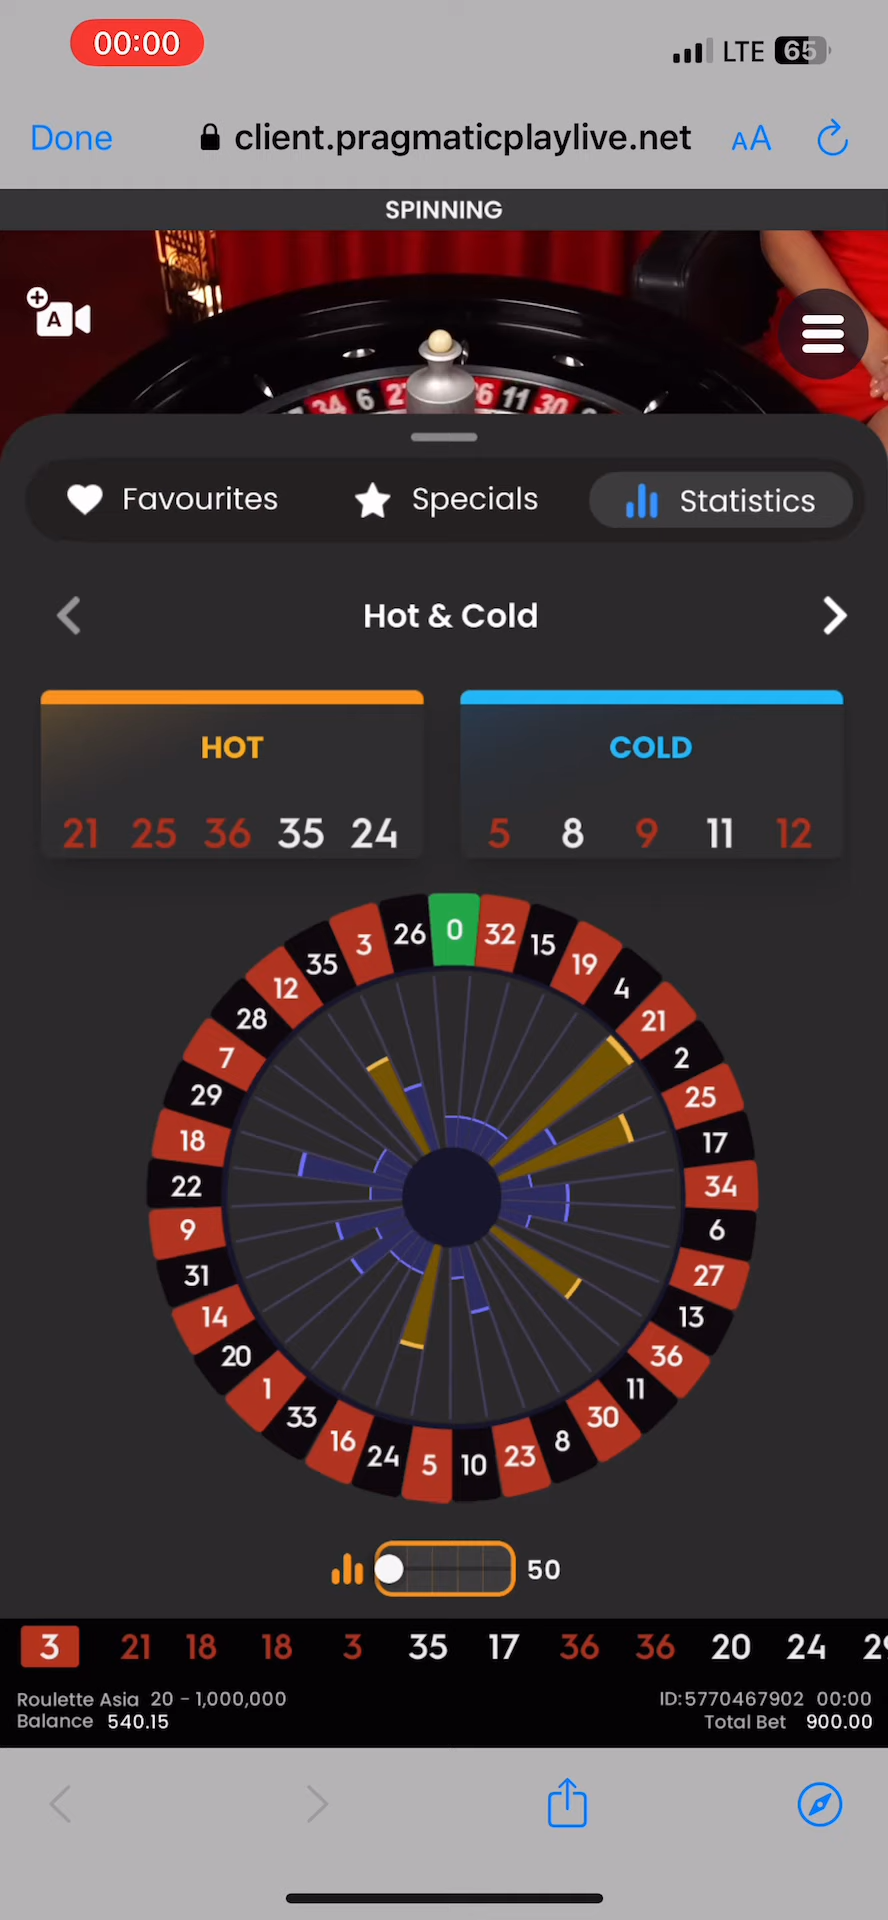 00:00
LTE 65
Done client.pragmaticplaylive.net AA
SPINNING
A
6 11 30
Favourites Specials Statistics
Hot & Cold
HOT
21 25 36 35 24
COLD
5 8 9 11 12
0 32 15 19 4 21 2 25 17 34 6 27 13 36 11 30 8 23 10 5 24 16 33 1 20 14 31 9 22 18 29 7 28 12 35 3 26
50
3 21 18 18 3 35 17 36 36 20 24
Roulette Asia 20 - 1,000,000
Balance 540.15
ID:5770467902 00:00
Total Bet 900.00